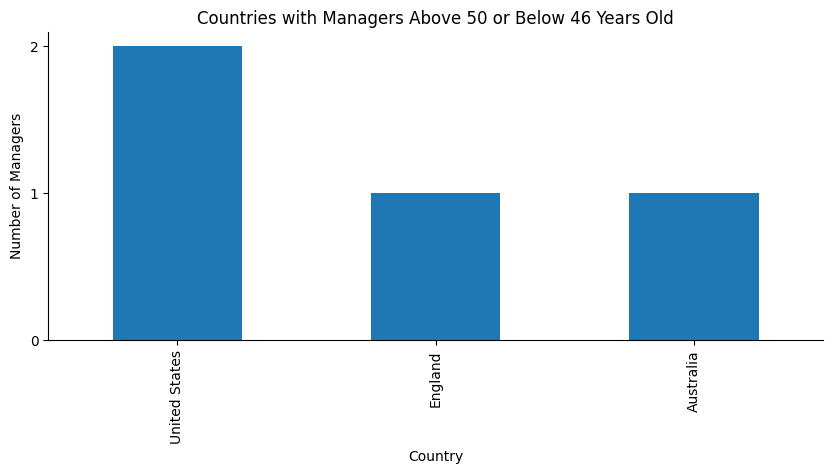 Countries with Managers Above 50 or Below 46 Years Old
Number of Managers
2
1
0
United States
England
Australia
Country